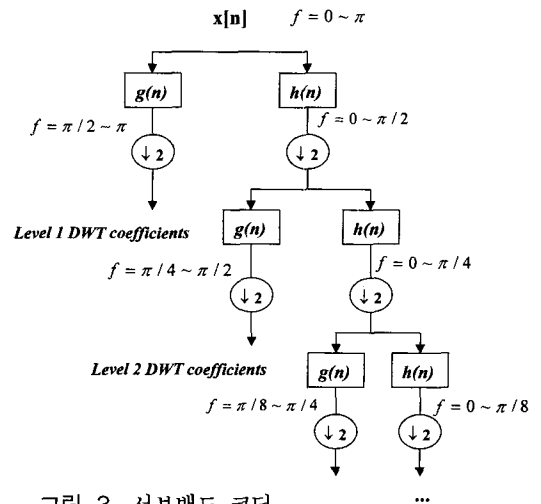 x[n] f = 0 ~ π
g(n) h(n)
f = π / 2 ~ π f = 0 ~ π / 2
↓ 2 ↓ 2
Level 1 DWT coefficients g(n) h(n)
f = π / 4 ~ π / 2 f = 0 ~ π / 4
↓ 2 ↓ 2
Level 2 DWT coefficients g(n) h(n)
f = π / 8 ~ π / 4 f = 0 ~ π / 8
↓ 2 ↓ 2
그림 3. 서브밴드 코딩 ...